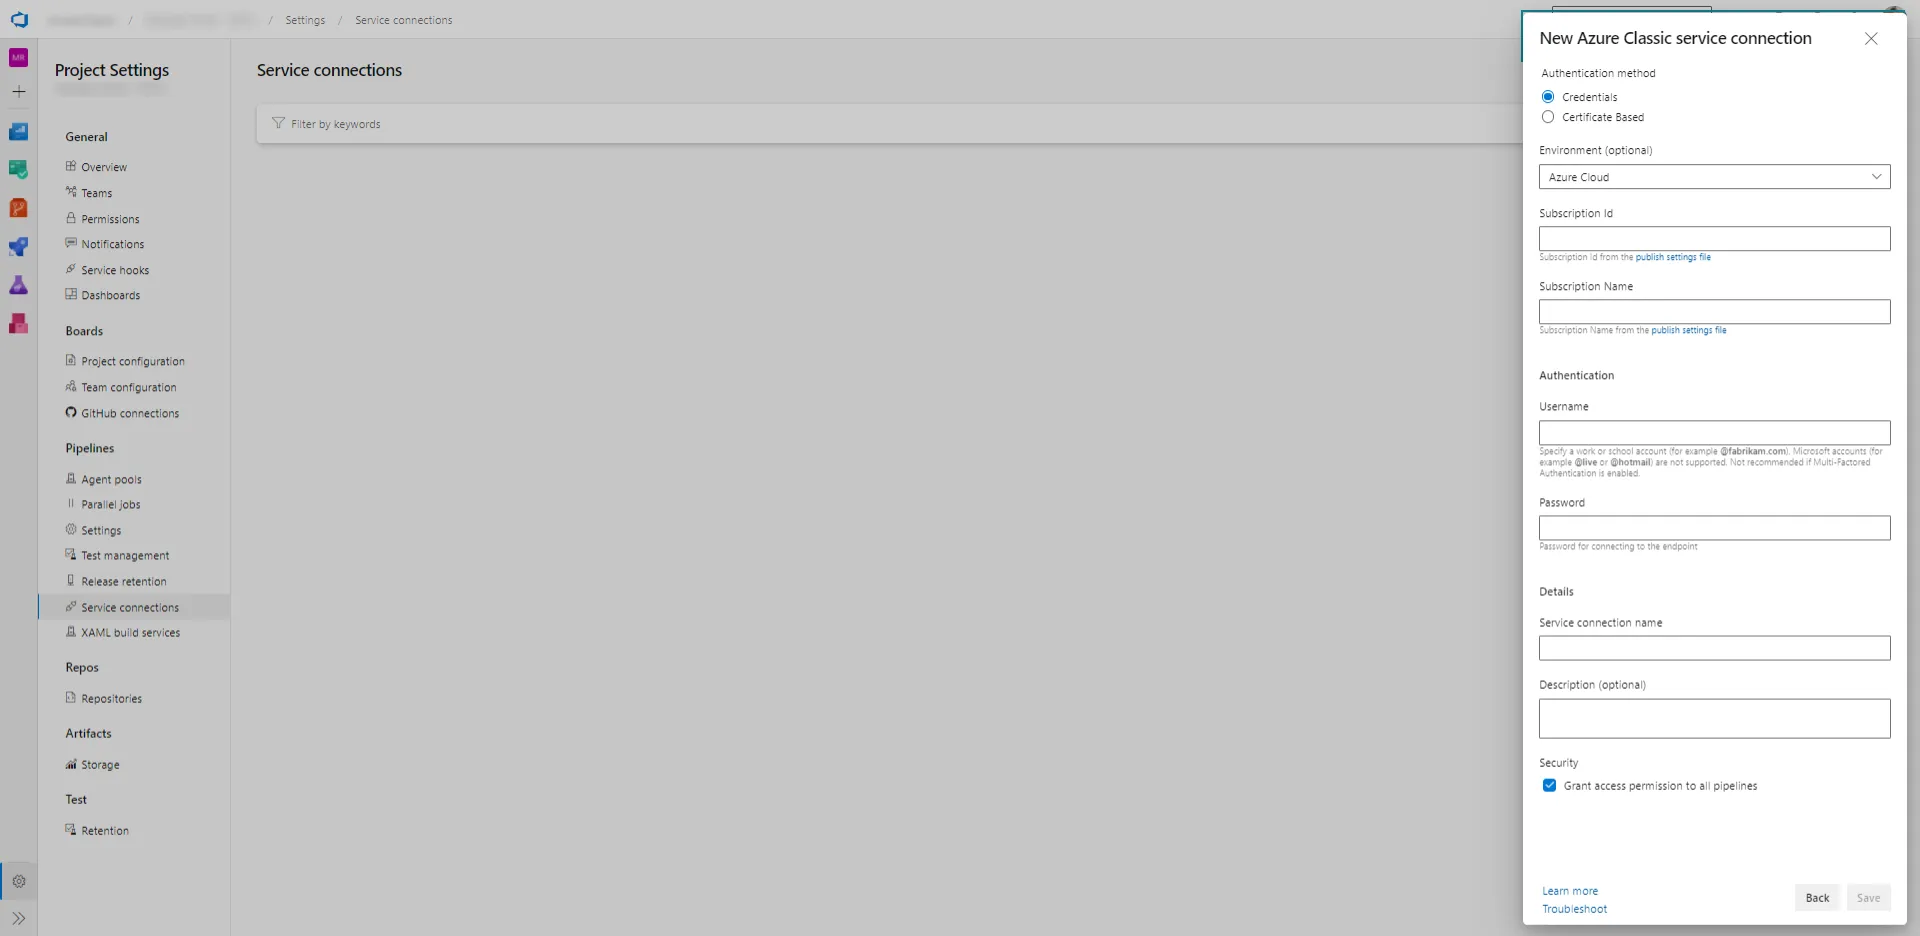 / / Settings / Service connections
MR
Project Settings
General
Overview
Teams
Permissions
Notifications
Service hooks
Dashboards
Boards
Project configuration
Team configuration
GitHub connections
Pipelines
Agent pools
Parallel jobs
Settings
Test management
Release retention
Service connections
XAML build services
Repos
Repositories
Artifacts
Storage
Test
Retention
Service connections
Filter by keywords
New Azure Classic service connection
Authentication method
Credentials
Certificate Based
Environment (optional)
Azure Cloud
Subscription Id
Subscription Id from the publish settings file
Subscription Name
Subscription Name from the publish settings file
Authentication
Username
Specify a work or school account (for example @fabrikam.com). Microsoft accounts (for
example @live or @hotmail) are not supported. Not recommended if Multi-Factored
Authentication is enabled.
Password
Password for connecting to the endpoint
Details
Service connection name
Description (optional)
Security
Grant access permission to all pipelines
Learn more
Troubleshoot
Back
Save